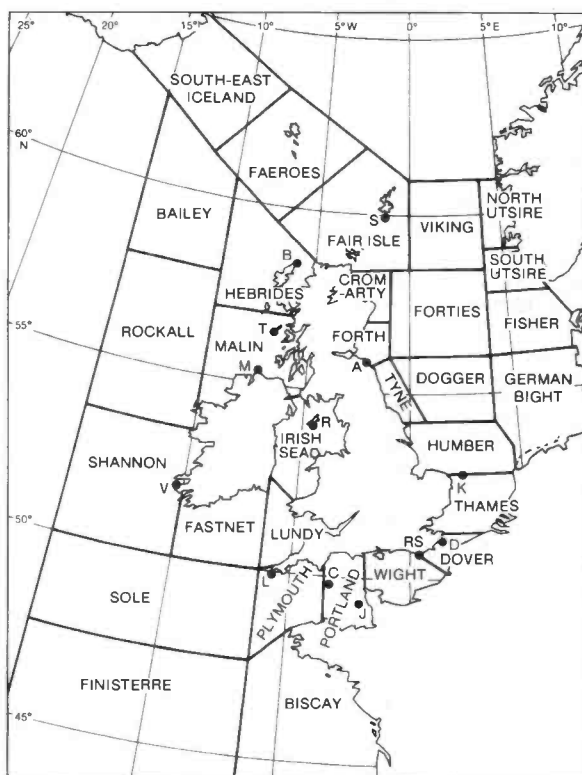 15°
10°
5°
0°
5°E
10°E
SOUTH-EAST
ICELAND
60°
N
FAEROES
BAILEY
S
FAIR ISLE
VIKING
NORTH
UTSIRE
SOUTH
UTSIRE
B
HEBRIDES
CROM
-ARTY
FORTIES
FISHER
55°
ROCKALL
T
MALIN
FORTH
M
A
TYNE
DOGGER
GERMAN
BIGHT
R
IRISH
SEA
HUMBER
SHANNON
V
K
THAMES
FASTNET
LUNDY
50°
RS
D
DOVER
L
PLYMOUTH
C
PORTLAND
J
WIGHT
SOLE
FINISTERRE
BISCAY
45°